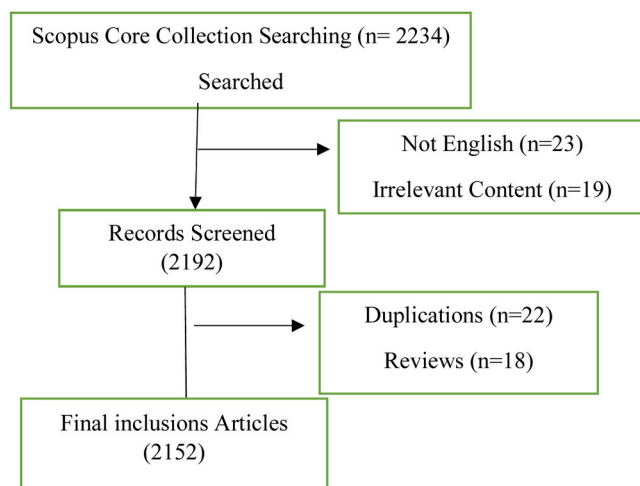 Scopus Core Collection Searching (n= 2234)
Searched
Not English (n=23)
Irrelevant Content (n=19)
Records Screened
(2192)
Duplications (n=22)
Reviews (n=18)
Final inclusions Articles
(2152)